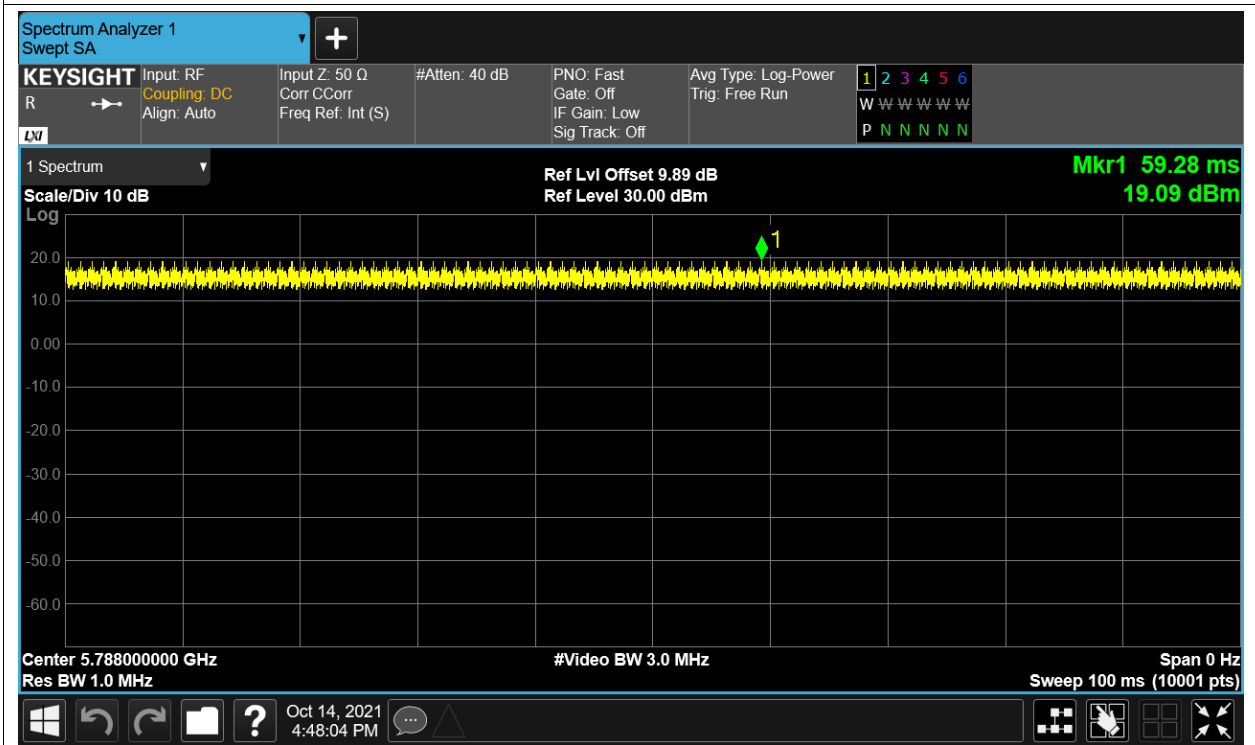 Spectrum Analyzer 1
Swept SA
KEYSIGHT
R
LXI
Input: RF
Coupling: DC
Align: Auto
Input Z: 50 Ω
Corr CCorr
Freq Ref: Int (S)
#Atten: 40 dB
PNO: Fast
Gate: Off
IF Gain: Low
Sig Track: Off
Avg Type: Log-Power
Trig: Free Run
1 2 3 4 5 6
W W W W W W
P N N N N N
1 Spectrum
Scale/Div 10 dB
Log
Ref Lvl Offset 9.89 dB
Ref Level 30.00 dBm
Mkr1 59.28 ms
19.09 dBm
1
20.0
10.0
0.00
-10.0
-20.0
-30.0
-40.0
-50.0
-60.0
Center 5.788000000 GHz
#Video BW 3.0 MHz
Span 0 Hz
Res BW 1.0 MHz
Sweep 100 ms (10001 pts)
?
Oct 14, 2021
4:48:04 PM